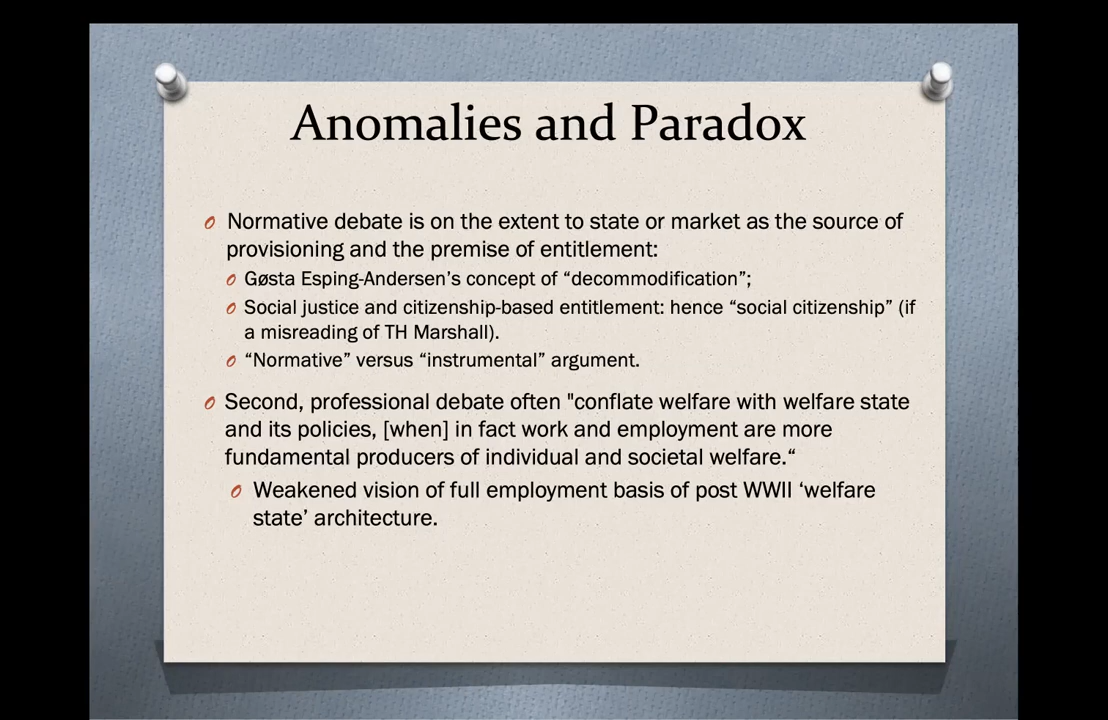 Anomalies and Paradox
Normative debate is on the extent to state or market as the source of
provisioning and the premise of entitlement:
Gøsta Esping-Andersen’s concept of “decommodification”;
Social justice and citizenship-based entitlement: hence “social citizenship” (if
a misreading of TH Marshall).
“Normative” versus “instrumental” argument.
Second, professional debate often "conflate welfare with welfare state
and its policies, [when] in fact work and employment are more
fundamental producers of individual and societal welfare.“
Weakened vision of full employment basis of post WWII ‘welfare
state’ architecture.